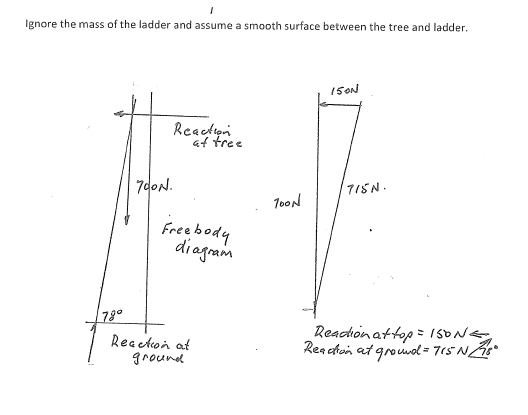 Ignore the mass of the ladder and assume a smooth surface between the tree and ladder.
150N
Reaction
at tree
700N.
715N.
700N
Free body
diagram
78°
Reaction at
ground
Reaction at top = 150N ←
Reaction at ground = 715N 78°